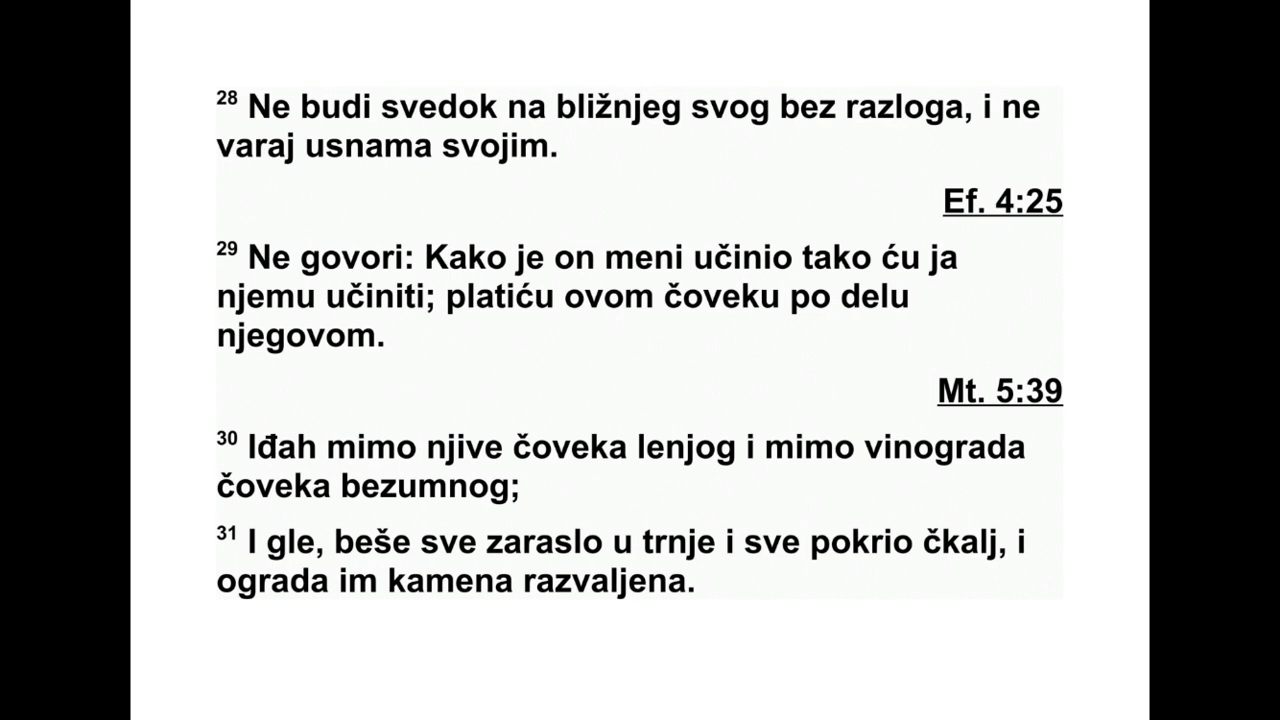 28 Ne budi svedok na bližnjeg svog bez razloga, i ne
varaj usnama svojim.
Ef. 4:25
29 Ne govori: Kako je on meni učinio tako ću ja
njemu učiniti; platiću ovom čoveku po delu
njegovom.
Mt. 5:39
30 Iđah mimo njive čoveka lenjog i mimo vinograda
čoveka bezumnog;
31 I gle, beše sve zaraslo u trnje i sve pokrio čkalj, i
ograda im kamena razvaljena.